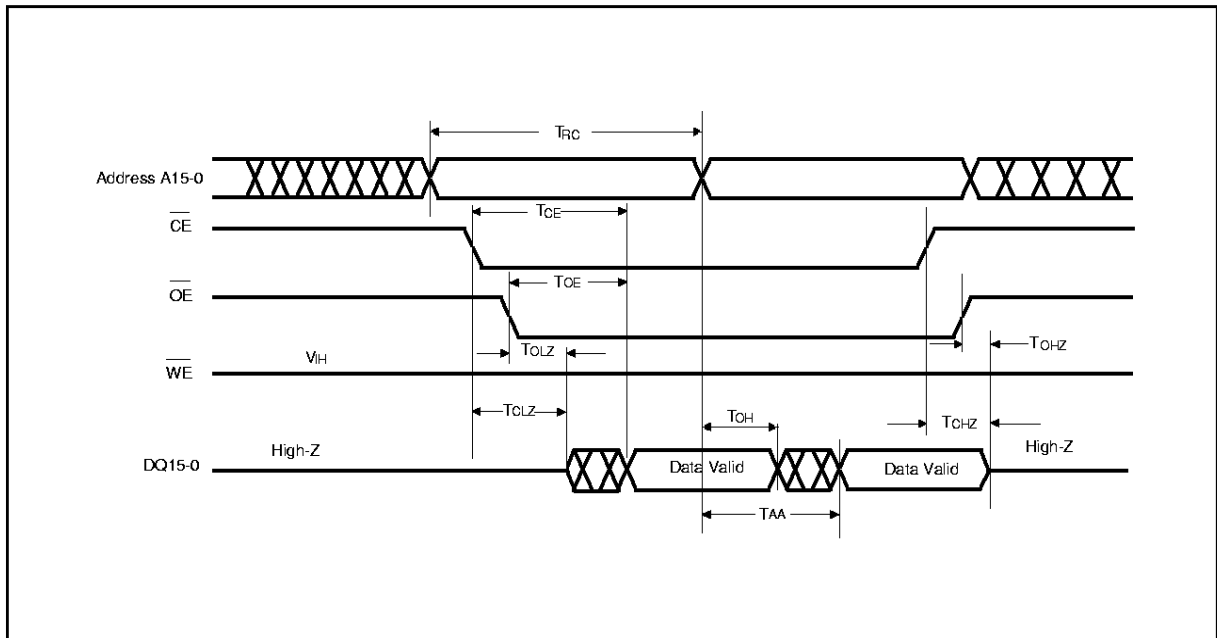 TRC
Address A15-0
TCE
CE
TOE
OE
TOLZ
TOHZ
VIH
WE
TCLZ
TOH
TCHZ
High-Z
High-Z
DQ15-0
Data Valid
Data Valid
TAA